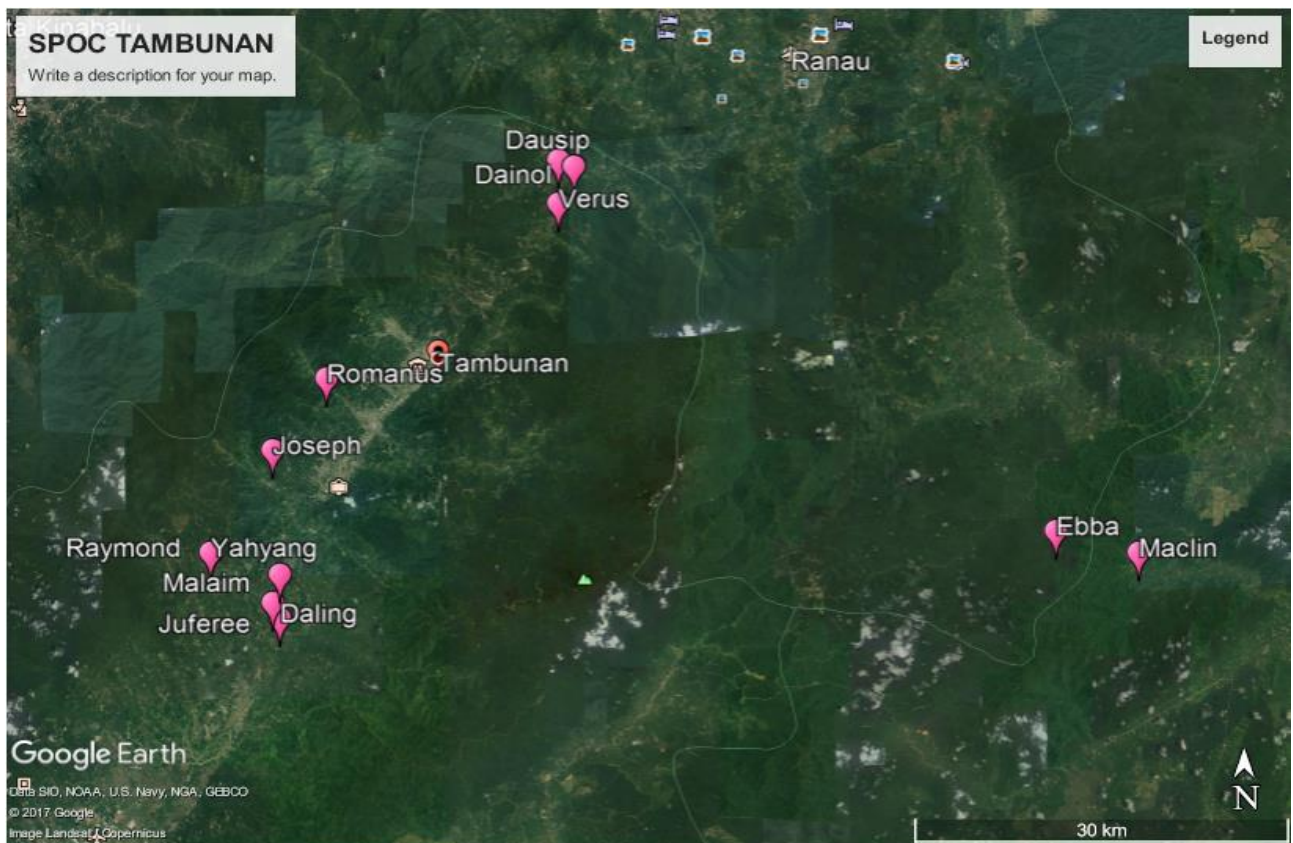 SPOC TAMBUNAN
Write a description for your map.
Legend
Ranau
Dausip
Dainol
Verus
Tambunan
Romanus
Joseph
Raymond
Yahyang
Malaim
Juferee
Daling
Ebba
Maclin
Google Earth
Data SIO, NOAA, U.S. Navy, NGA, GEBCO
© 2017 Google
Image Landsat / Copernicus
N
30 km